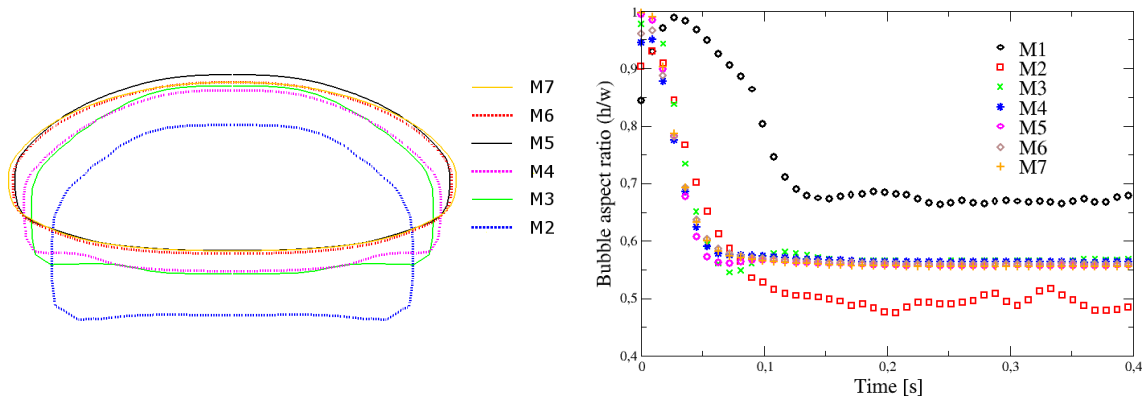 M7
M6
M5
M4
M3
M2
Bubble aspect ratio (h/w)
1
0,9
0,8
0,7
0,6
0,5
0,4
M1
M2
M3
M4
M5
M6
M7
0
0,1
0,2
0,3
0,4
Time [s]